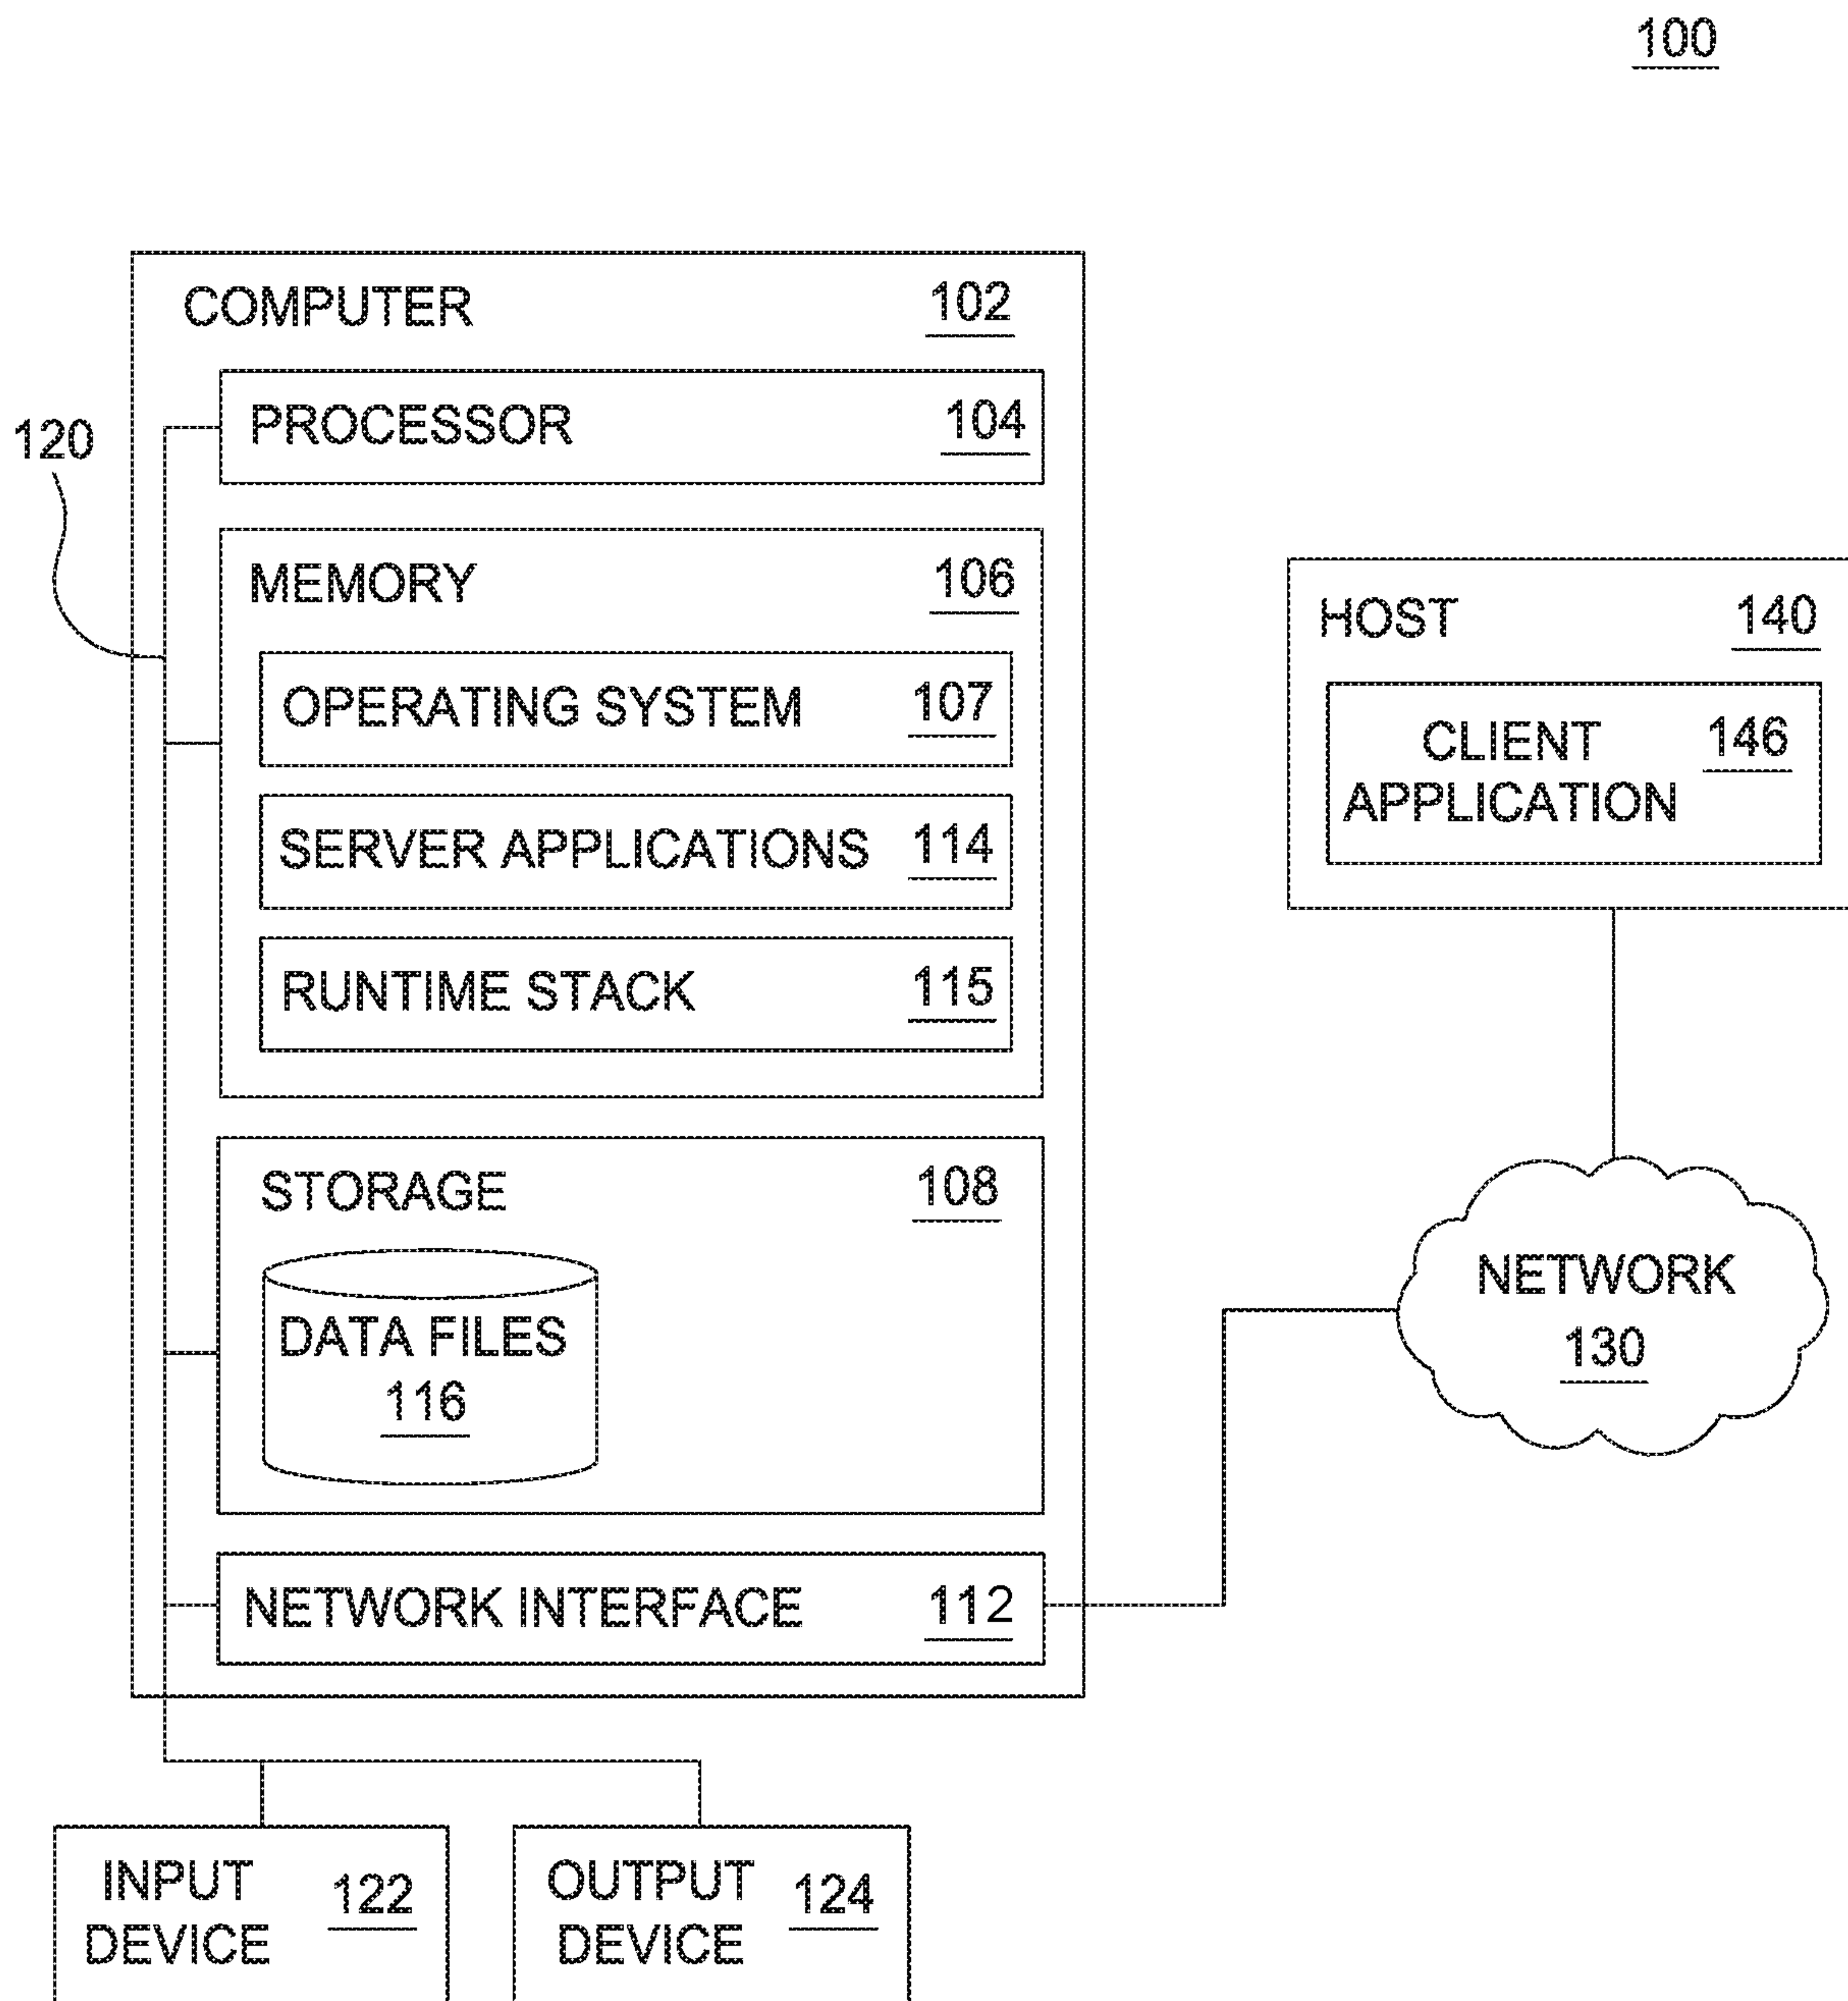 100
COMPUTER 102
PROCESSOR 104
120
MEMORY 106
OPERATING SYSTEM 107
SERVER APPLICATIONS 114
RUNTIME STACK 115
STORAGE 108
DATA FILES
116
NETWORK INTERFACE 112
HOST 140
CLIENT 146
APPLICATION
NETWORK
130
INPUT 122
DEVICE
OUTPUT 124
DEVICE